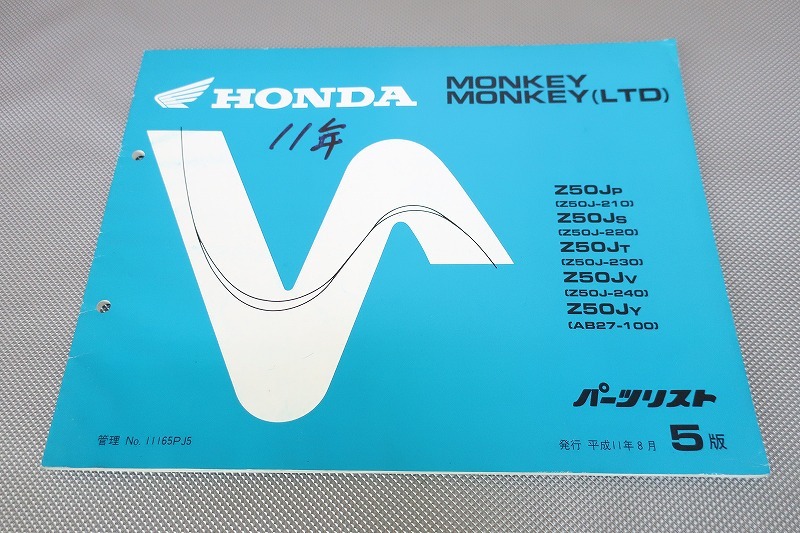 HONDA
MONKEY
MONKEY(LTD)
11年
Z50JP
(Z50J-210)
Z50JS
(Z50J-220)
Z50JT
(Z50J-230)
Z50JV
(Z50J-240)
Z50JY
(AB27-100)
パーツリスト
管理 No. 11165PJ5
発行 平成11年8月 5版